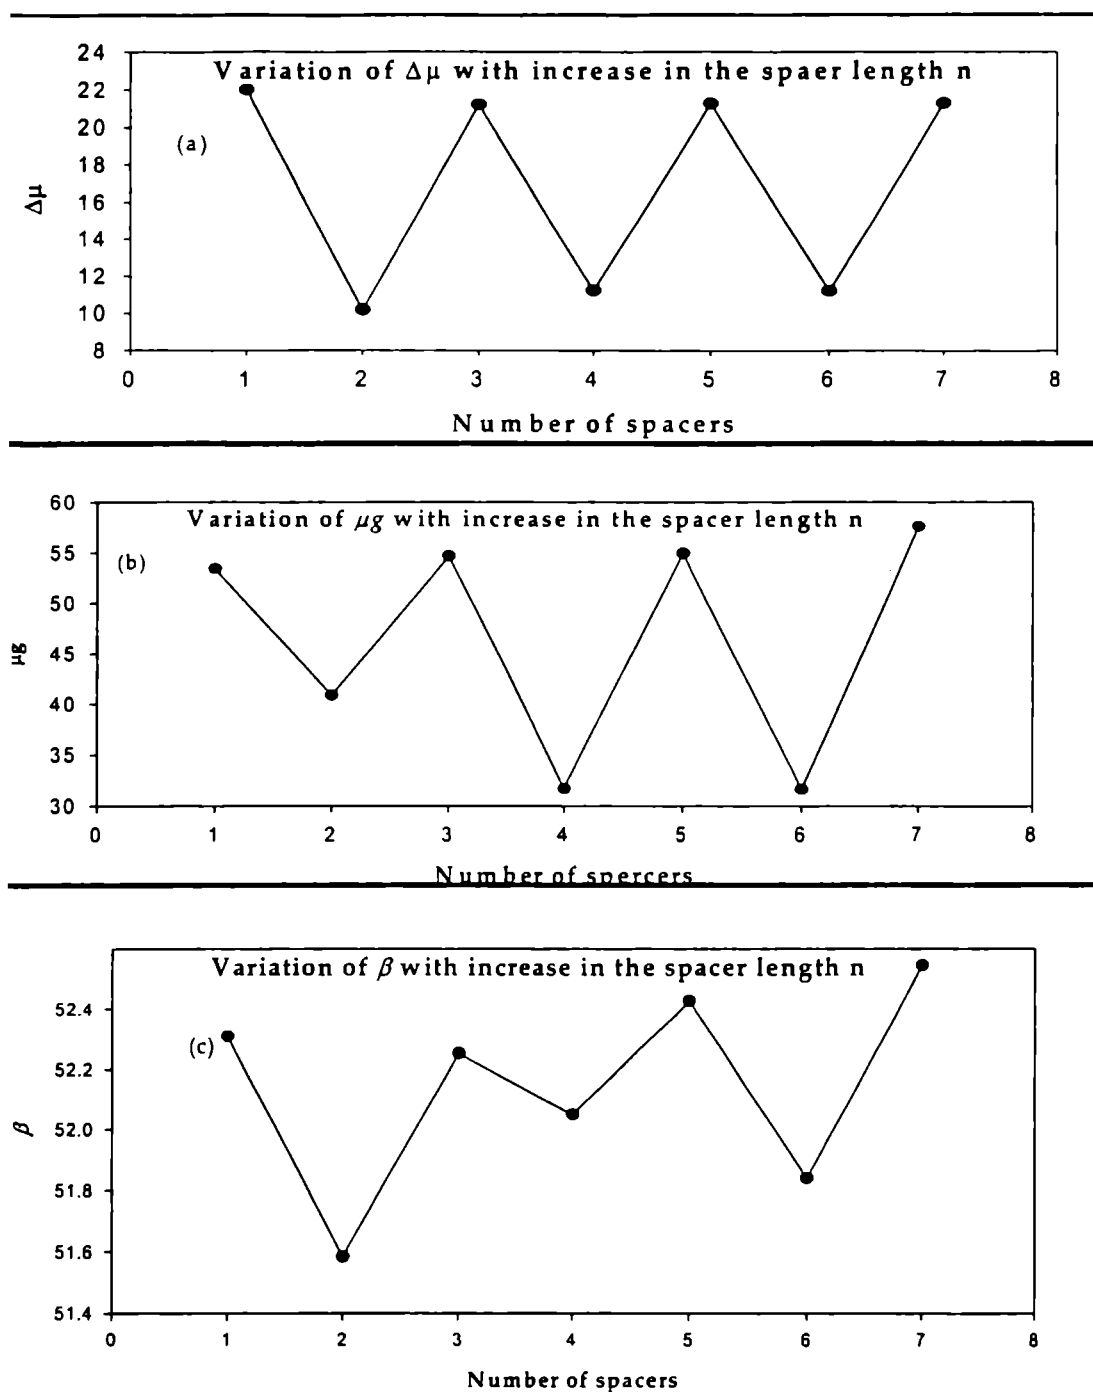 24
Variation of Δμ with increase in the spaer length n
22
20
(a)
18
16
Δμ
14
12
10
8
0 1 2 3 4 5 6 7 8
Number of spacers
60
Variation of μg with increase in the spacer length n
55
(b)
50
45
μg
40
35
30
0 1 2 3 4 5 6 7 8
Number of spercers
Variation of β with increase in the spacer length n
52.4
(c)
52.2
52.0
β
51.8
51.6
51.4
0 1 2 3 4 5 6 7 8
Number of spacers